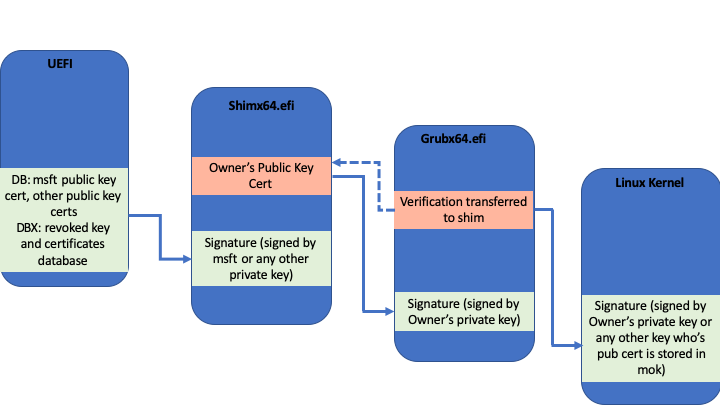 UEFI
DB: msft public key
cert, other public key
certs
DBX: revoked key
and certificates
database
Shimx64.efi
Owner's Public Key
Cert
Signature (signed by
msft or any other
private key)
Grubx64.efi
Verification transferred
to shim
Signature (signed by
Owner's private key)
Linux Kernel
Signature (signed by
Owner's private key or
any other key who's
pub cert is stored in
mok)